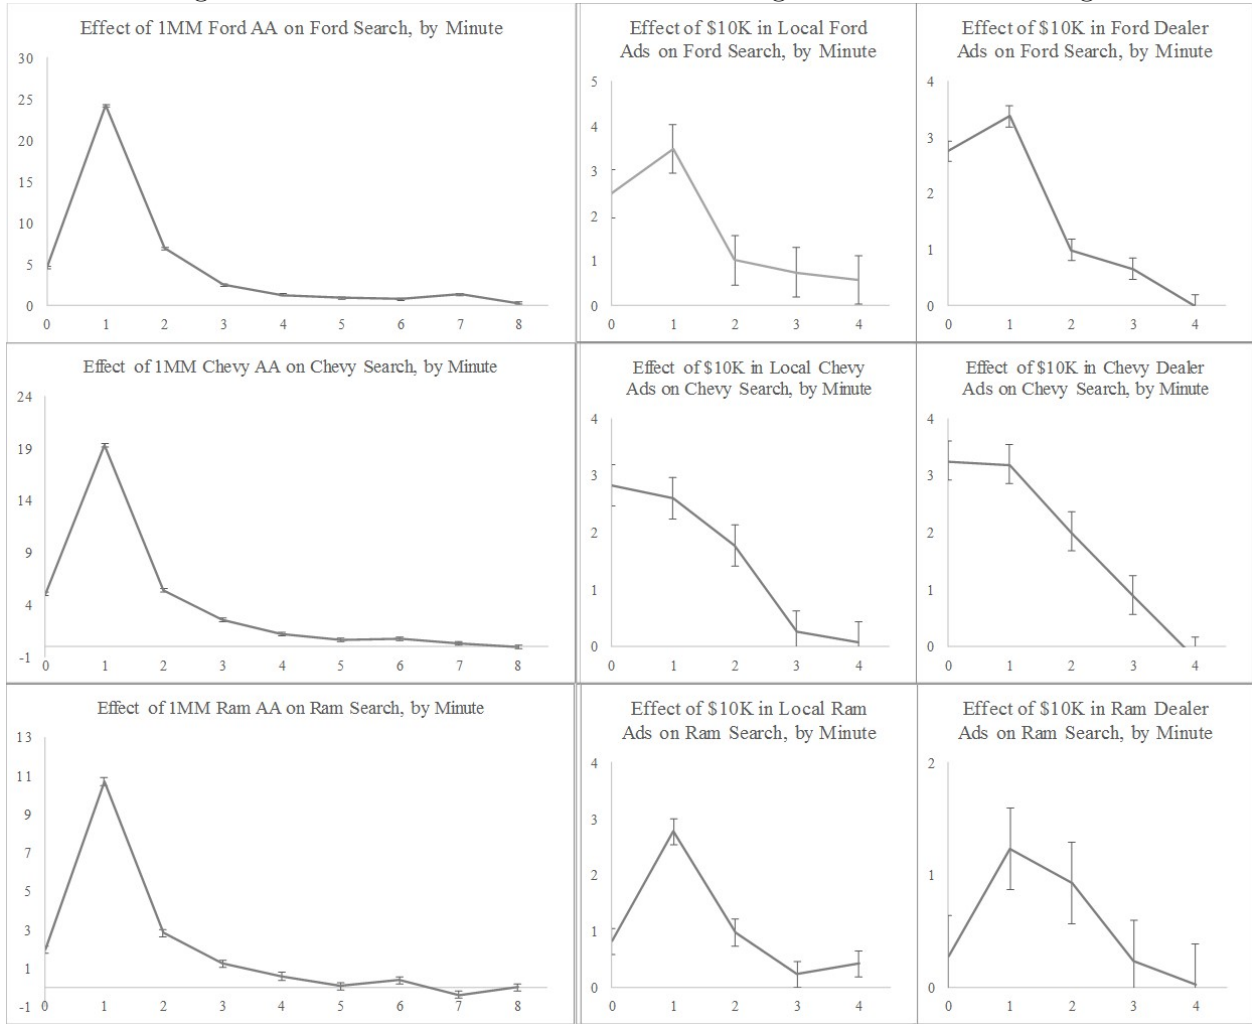 Effect of 1MM Ford AA on Ford Search, by Minute
30
25
20
15
10
5
0
0 1 2 3 4 5 6 7 8
Effect of $10K in Local Ford
Ads on Ford Search, by Minute
5
4
3
2
1
0
0 1 2 3 4
Effect of $10K in Ford Dealer
Ads on Ford Search, by Minute
4
3
2
1
0
0 1 2 3 4
Effect of 1MM Chevy AA on Chevy Search, by Minute
24
19
14
9
4
-1
0 1 2 3 4 5 6 7 8
Effect of $10K in Local Chevy
Ads on Chevy Search, by Minute
4
3
2
1
0
0 1 2 3 4
Effect of $10K in Chevy Dealer
Ads on Chevy Search, by Minute
4
3
2
1
0
0 1 2 3 4
Effect of 1MM Ram AA on Ram Search, by Minute
13
11
9
7
5
3
1
-1
0 1 2 3 4 5 6 7 8
Effect of $10K in Local Ram
Ads on Ram Search, by Minute
4
3
2
1
0
0 1 2 3 4
Effect of $10K in Ram Dealer
Ads on Ram Search, by Minute
2
1
0
0 1 2 3 4